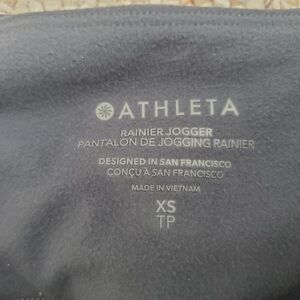 ATHLETA
RAINIER JOGGER
PANTALON DE JOGGING RAINIER
DESIGNED IN SAN FRANCISCO
CONÇU À SAN FRANCISCO
MADE IN VIETNAM
XS
TP